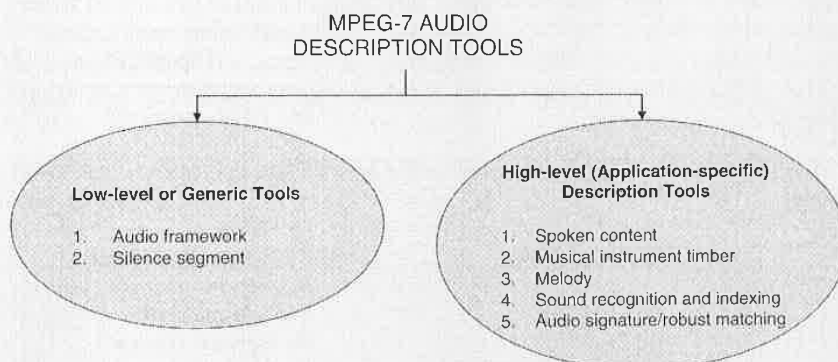 MPEG-7 AUDIO
DESCRIPTION TOOLS
Low-level or Generic Tools
1. Audio framework
2. Silence segment
High-level (Application-specific)
Description Tools
1. Spoken content
2. Musical instrument timber
3. Melody
4. Sound recognition and indexing
5. Audio signature/robust matching